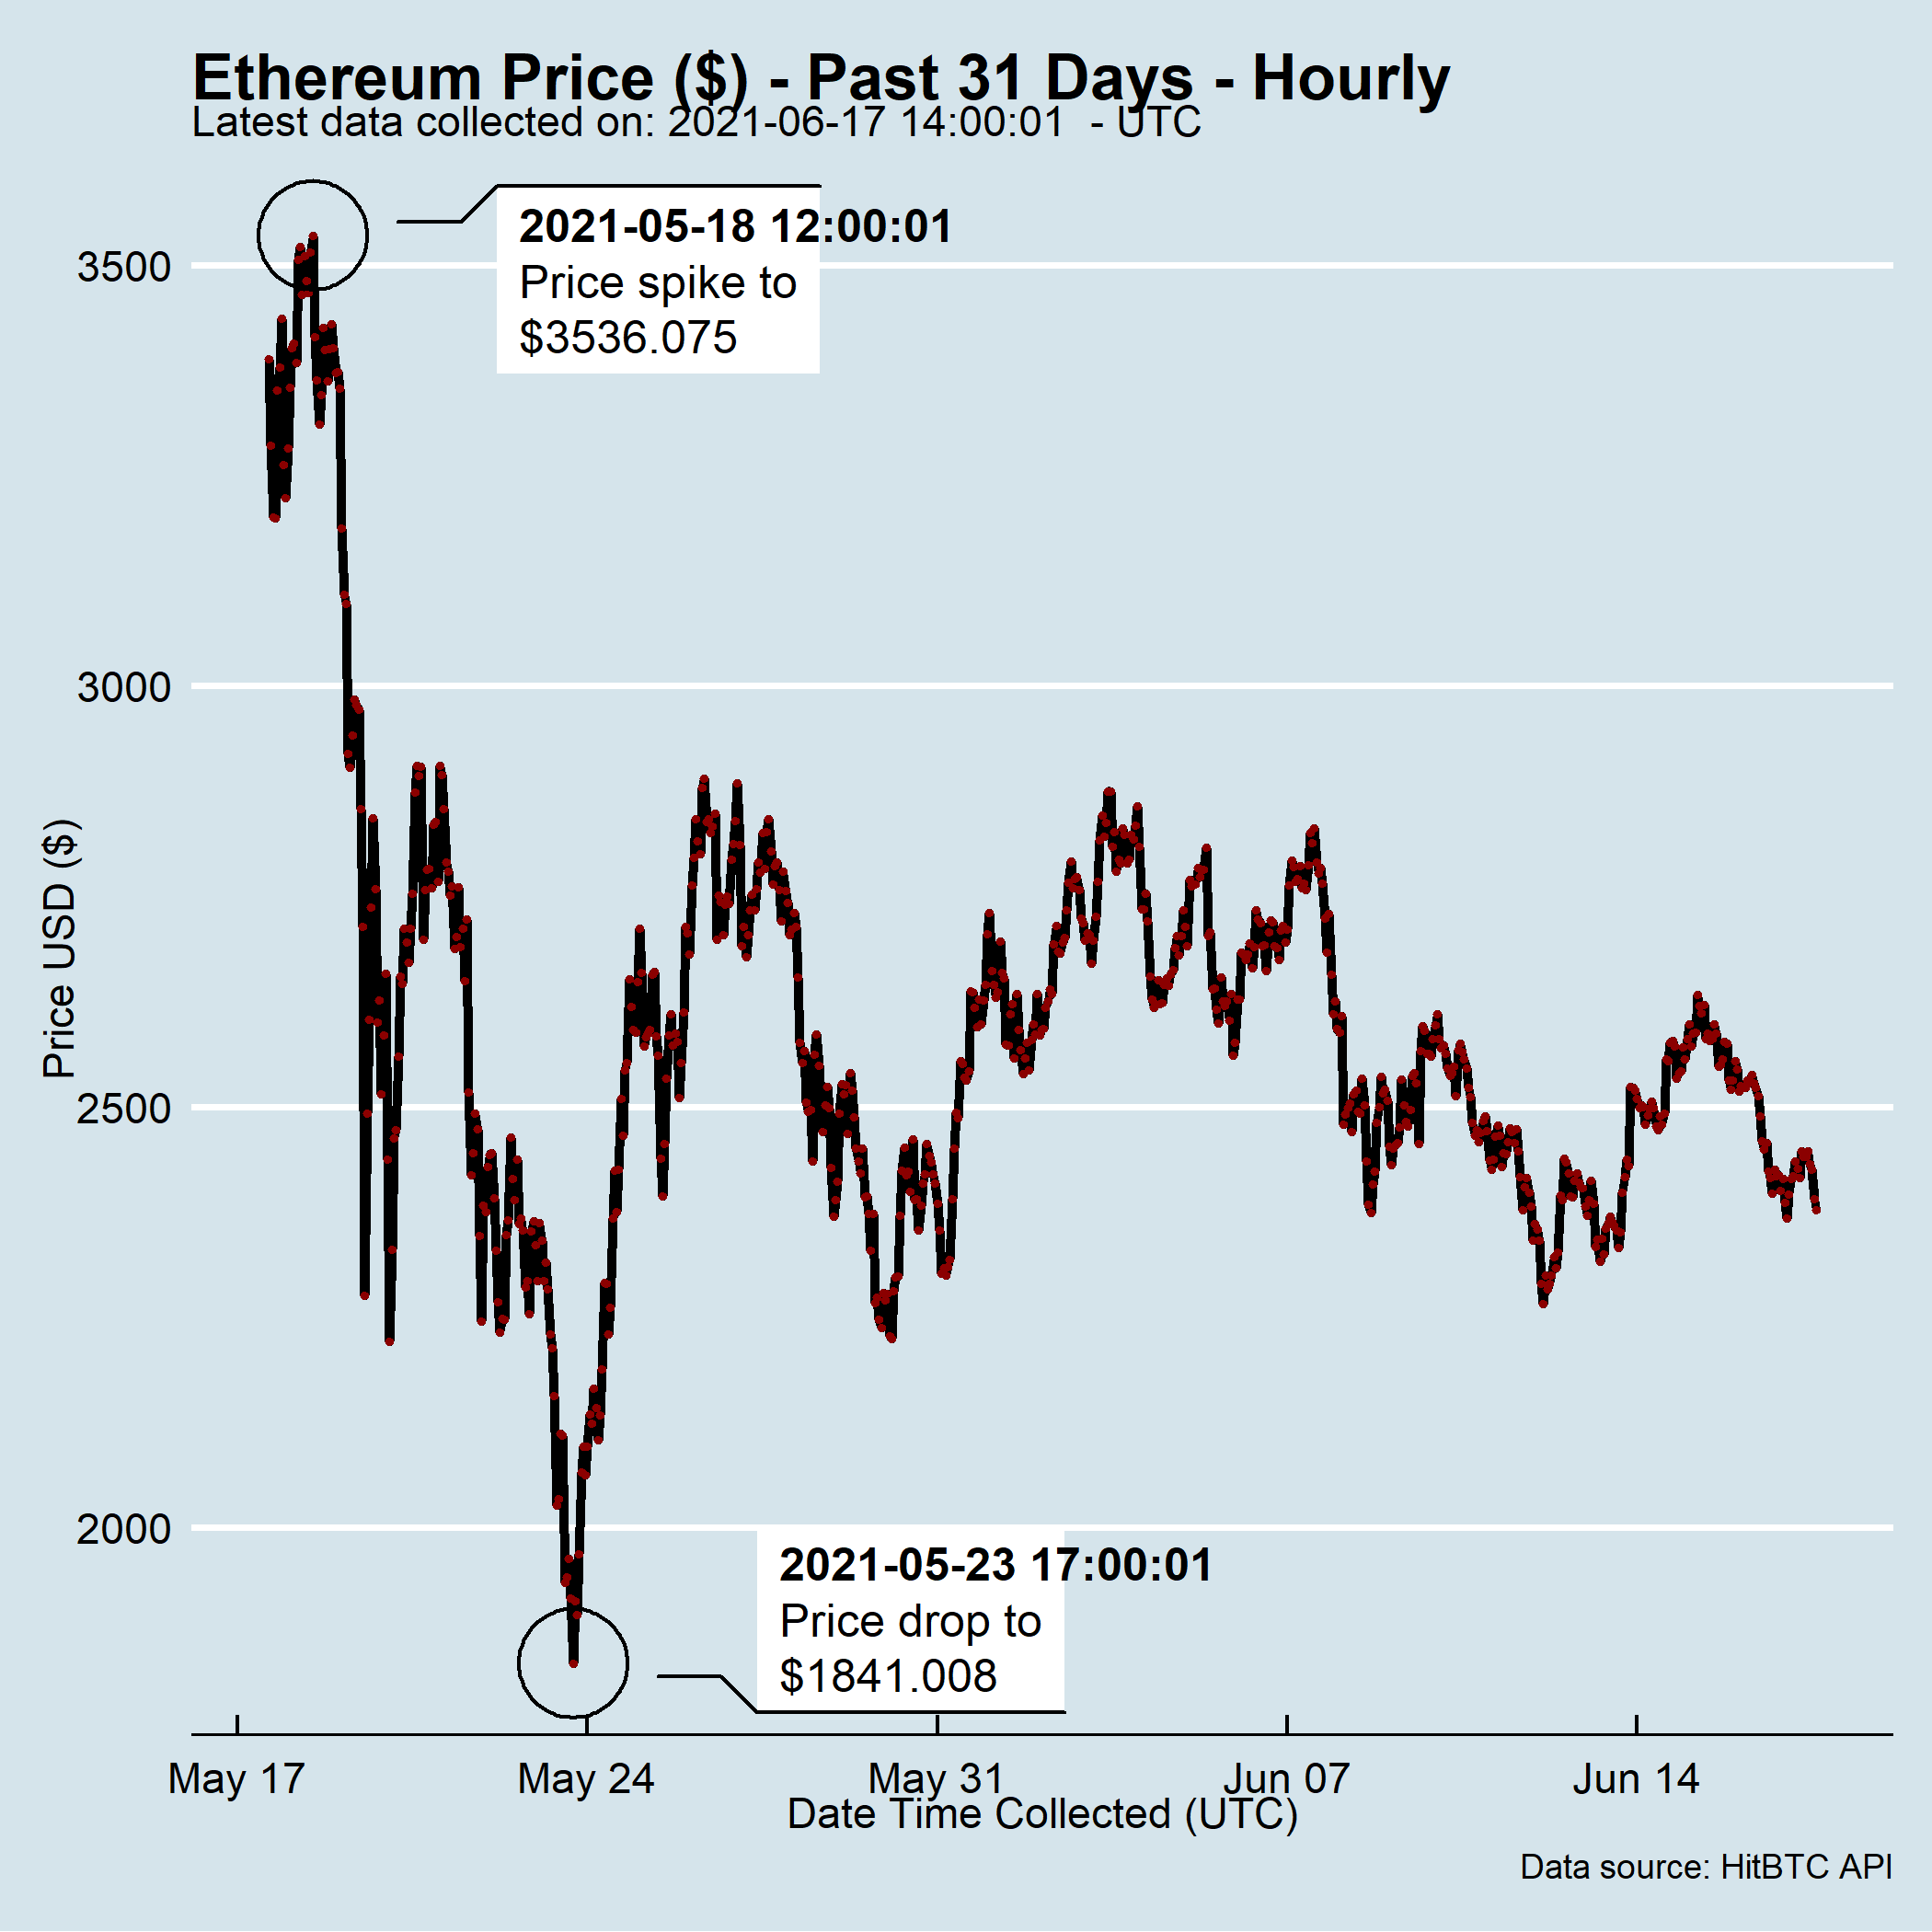 Ethereum Price ($) - Past 31 Days - Hourly
Latest data collected on: 2021-06-17 14:00:01  - UTC
2021-05-18 12:00:01
Price spike to
$3536.075
3500
3000
2500
2000
Price USD ($)
2021-05-23 17:00:01
Price drop to
$1841.008
May 17
May 24
May 31
Jun 07
Jun 14
Date Time Collected (UTC)
Data source: HitBTC API